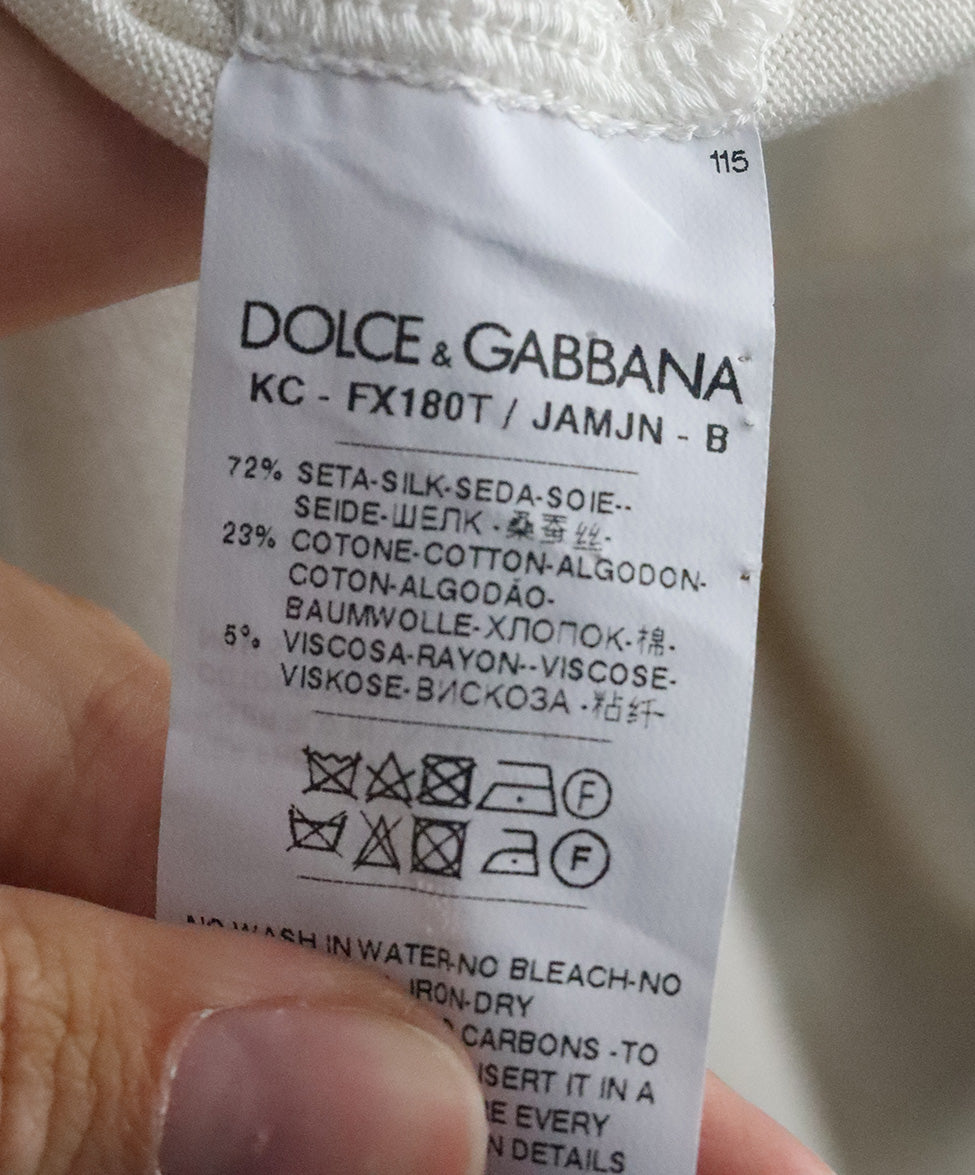 115
DOLCE & GABBANA
KC - FX180T / JAMJN - B
72% SETA-SILK-SEDA-SOIE--
SEIDE-ШЕЛК -桑蚕丝-
23% COTONE-COTTON-ALGODON-
COTON-ALGODÃO-
BAUMWOLLE-ХЛОПОК-棉-
5% VISCOSA-RAYON--VISCOSE-
VISKOSE-ВИСКОЗА -粘纤-
F
F
NO WASH IN WATER-NO BLEACH-NO
IRON-DRY
CARBONS -TO
IT IN A
EVERY
DETAILS